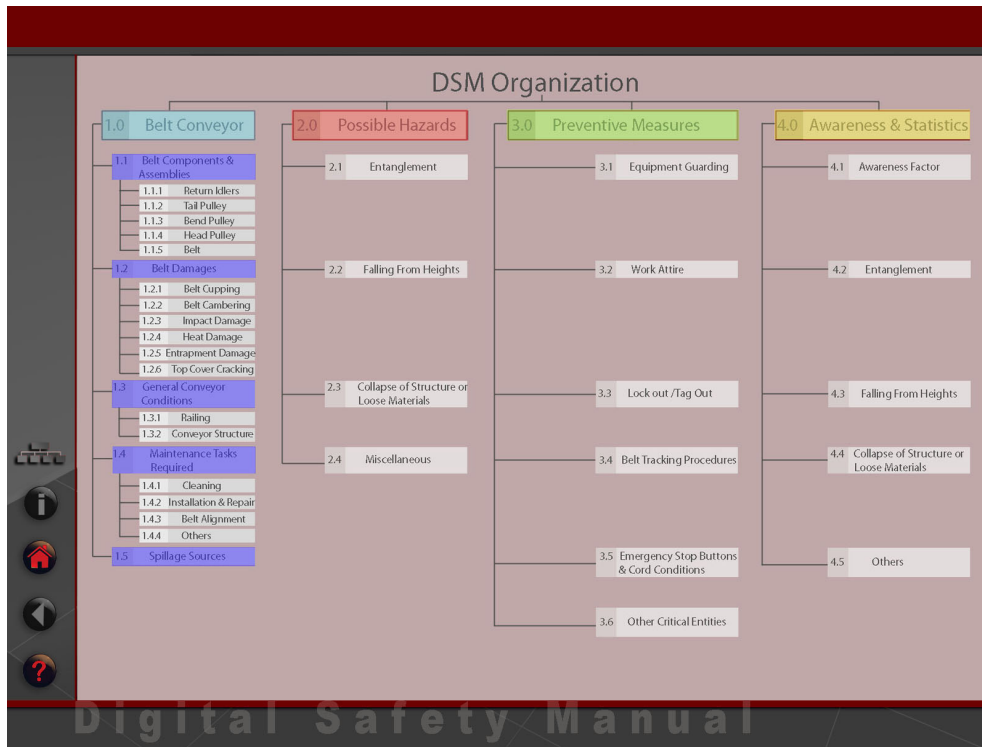 DSM Organization
1.0 Belt Conveyor
1.1 Belt Components &
Assemblies
1.1.1 Return Idlers
1.1.2 Tail Pulley
1.1.3 Bend Pulley
1.1.4 Head Pulley
1.1.5 Belt
1.2 Belt Damages
1.2.1 Belt Cupping
1.2.2 Belt Cambering
1.2.3 Impact Damage
1.2.4 Heat Damage
1.2.5 Entrapment Damage
1.2.6 Top Cover Cracking
1.3 General Conveyor
Conditions
1.3.1 Railing
1.3.2 Conveyor Structure
1.4 Maintenance Tasks
Required
1.4.1 Cleaning
1.4.2 Installation & Repair
1.4.3 Belt Alignment
1.4.4 Others
1.5 Spillage Sources
2.0 Possible Hazards
2.1 Entanglement
2.2 Falling From Heights
2.3 Collapse of Structure or
Loose Materials
2.4 Miscellaneous
3.0 Preventive Measures
3.1 Equipment Guarding
3.2 Work Attire
3.3 Lock out /Tag Out
3.4 Belt Tracking Procedures
3.5 Emergency Stop Buttons
& Cord Conditions
3.6 Other Critical Entities
4.0 Awareness & Statistics
4.1 Awareness Factor
4.2 Entanglement
4.3 Falling From Heights
4.4 Collapse of Structure or
Loose Materials
4.5 Others
i
?
Digital Safety Manual